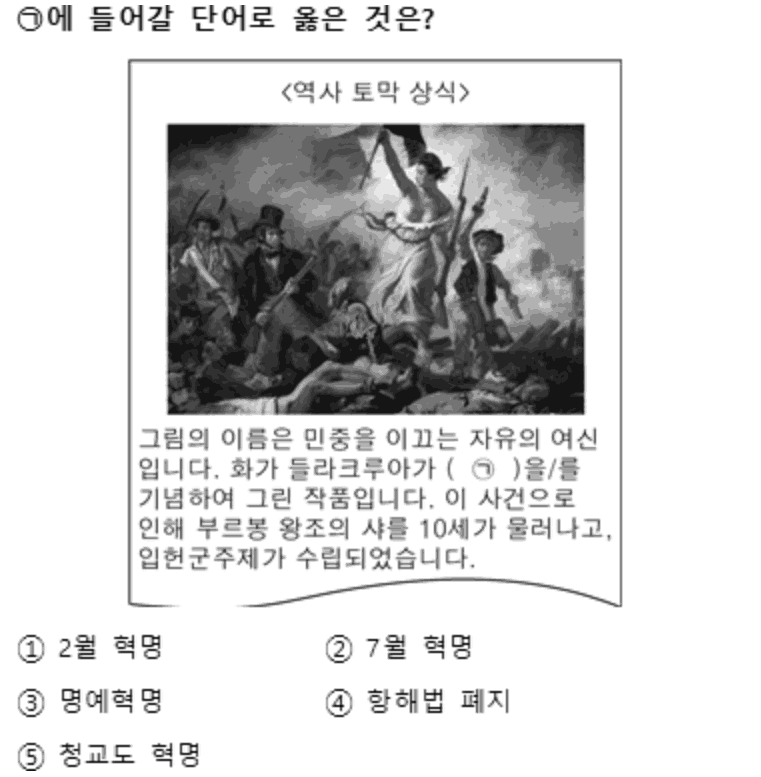 ㉠에 들어갈 단어로 옳은 것은?
<역사 토막 상식>
그림의 이름은 민중을 이끄는 자유의 여신
입니다. 화가 들라크루아가 ( ㉠ )을/를
기념하여 그린 작품입니다. 이 사건으로
인해 부르봉 왕조의 샤를 10세가 물러나고,
입헌군주제가 수립되었습니다.
① 2월 혁명
② 7월 혁명
③ 명예혁명
④ 항해법 폐지
⑤ 청교도 혁명